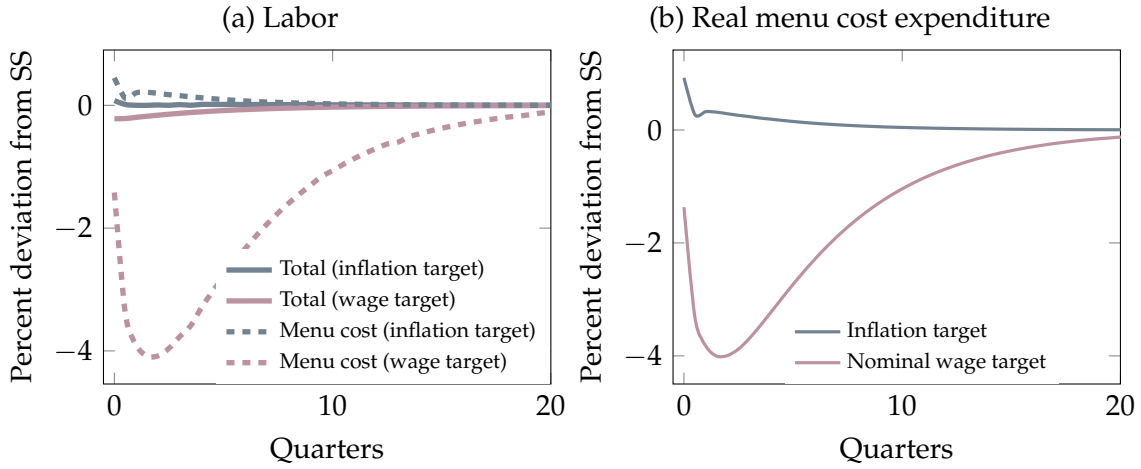 (a) Labor
Percent deviation from SS
0
−2
−4
0
10
20
Quarters
Total (inflation target)
Total (wage target)
Menu cost (inflation target)
Menu cost (wage target)
(b) Real menu cost expenditure
Percent deviation from SS
0
−2
−4
0
10
20
Quarters
Inflation target
Nominal wage target